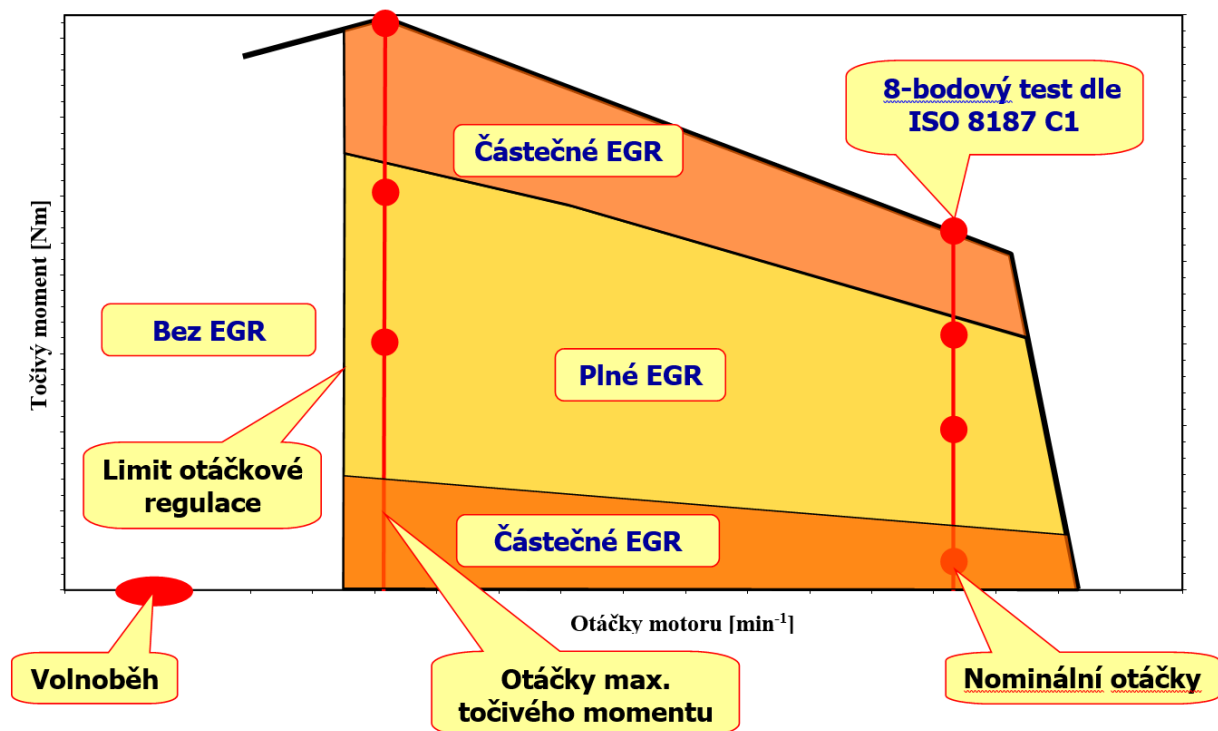 8-bodový test dle
ISO 8187 C1
Částečné EGR
Točivý moment [Nm]
Bez EGR
Plné EGR
Limit otáčkové
regulace
Částečné EGR
Otáčky motoru [min⁻¹]
Volnoběh
Otáčky max.
točivého momentu
Nominální otáčky